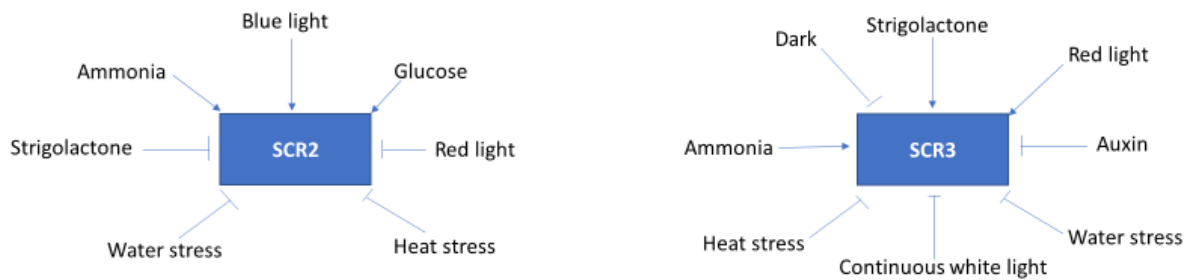 Blue light
Ammonia
Glucose
Strigolactone
SCR2
Red light
Water stress
Heat stress
Strigolactone
Dark
Red light
Ammonia
SCR3
Auxin
Heat stress
Water stress
Continuous white light